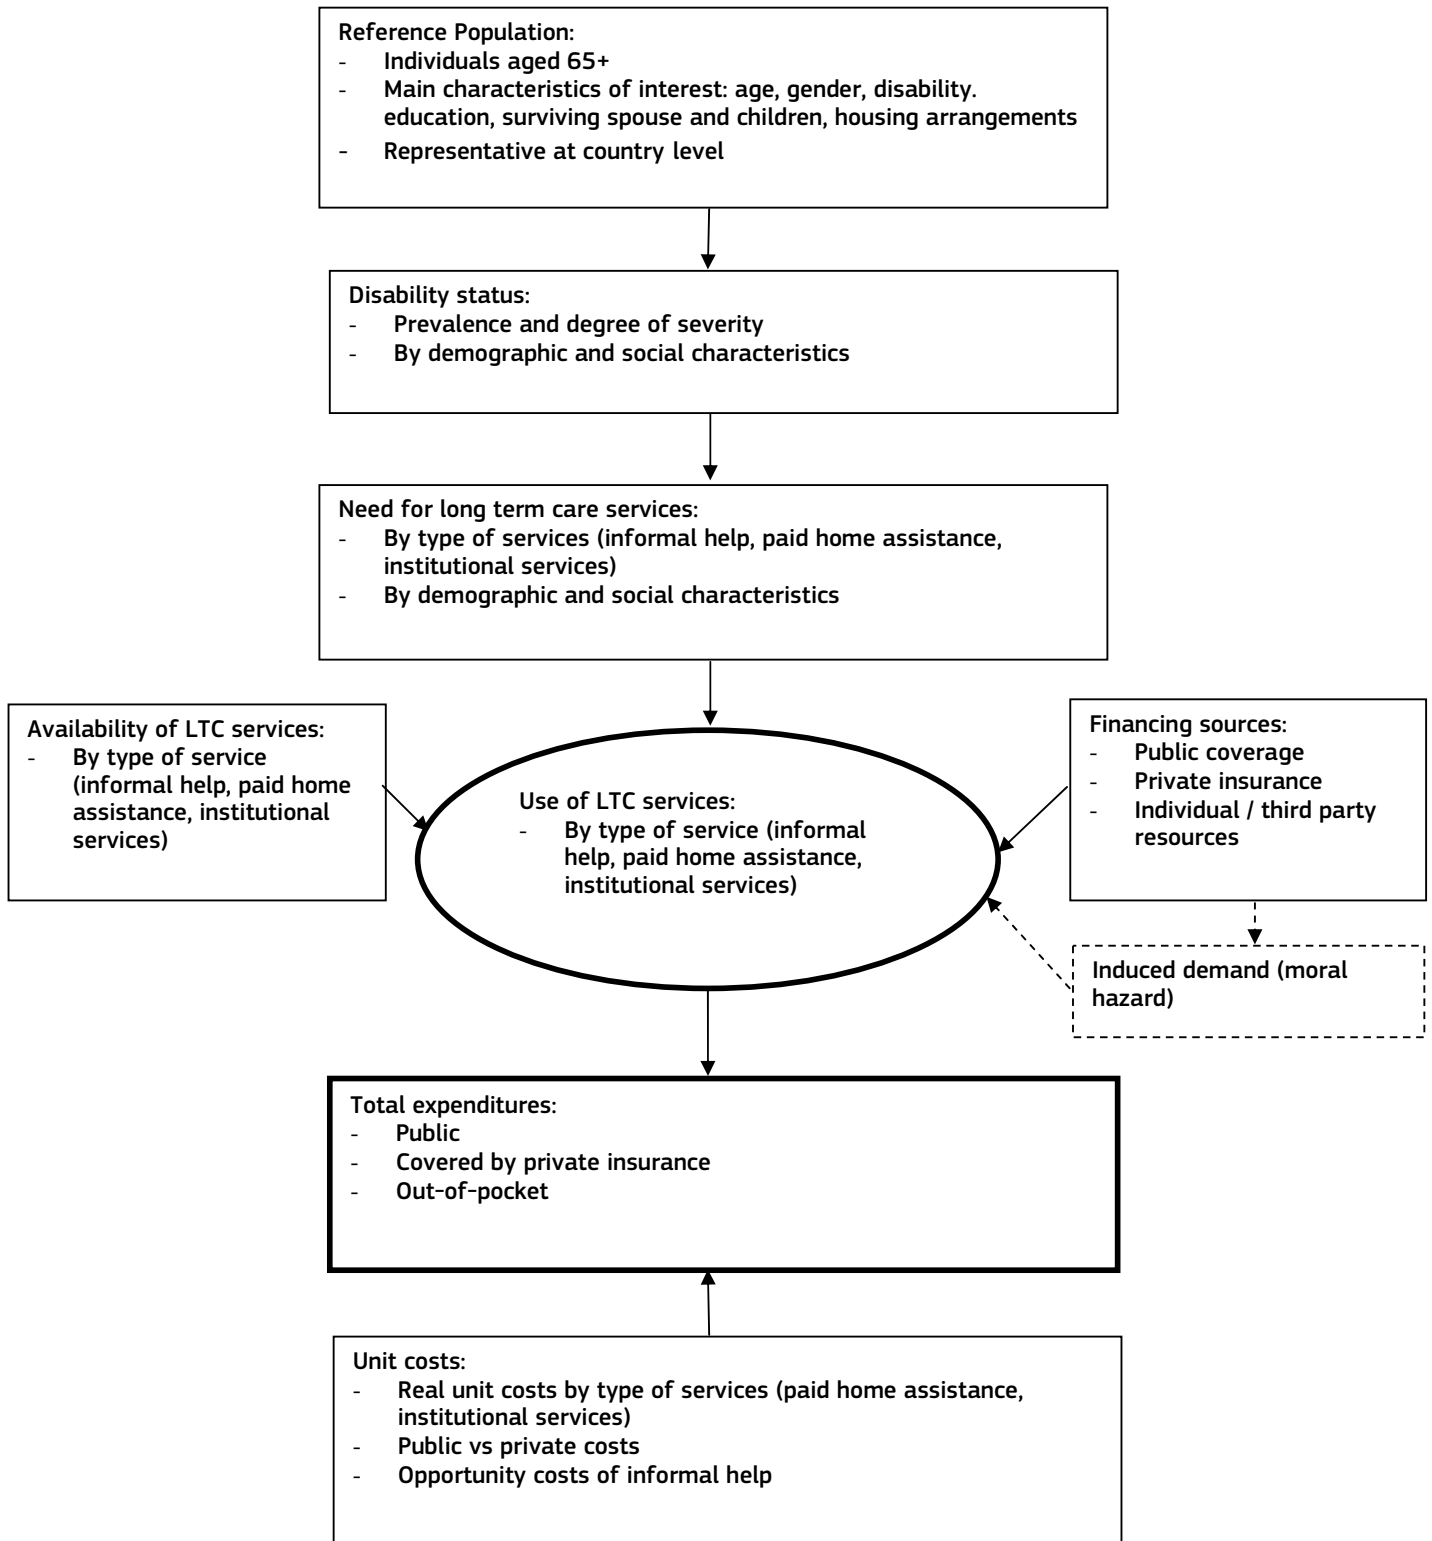 Reference Population:
- Individuals aged 65+
- Main characteristics of interest: age, gender, disability.
education, surviving spouse and children, housing arrangements
- Representative at country level
Disability status:
- Prevalence and degree of severity
- By demographic and social characteristics
Need for long term care services:
- By type of services (informal help, paid home assistance,
institutional services)
- By demographic and social characteristics
Availability of LTC services:
- By type of service
(informal help, paid home
assistance, institutional
services)
Use of LTC services:
- By type of service (informal
help, paid home assistance,
institutional services)
Financing sources:
- Public coverage
- Private insurance
- Individual / third party
resources
Induced demand (moral
hazard)
Total expenditures:
- Public
- Covered by private insurance
- Out-of-pocket
Unit costs:
- Real unit costs by type of services (paid home assistance,
institutional services)
- Public vs private costs
- Opportunity costs of informal help